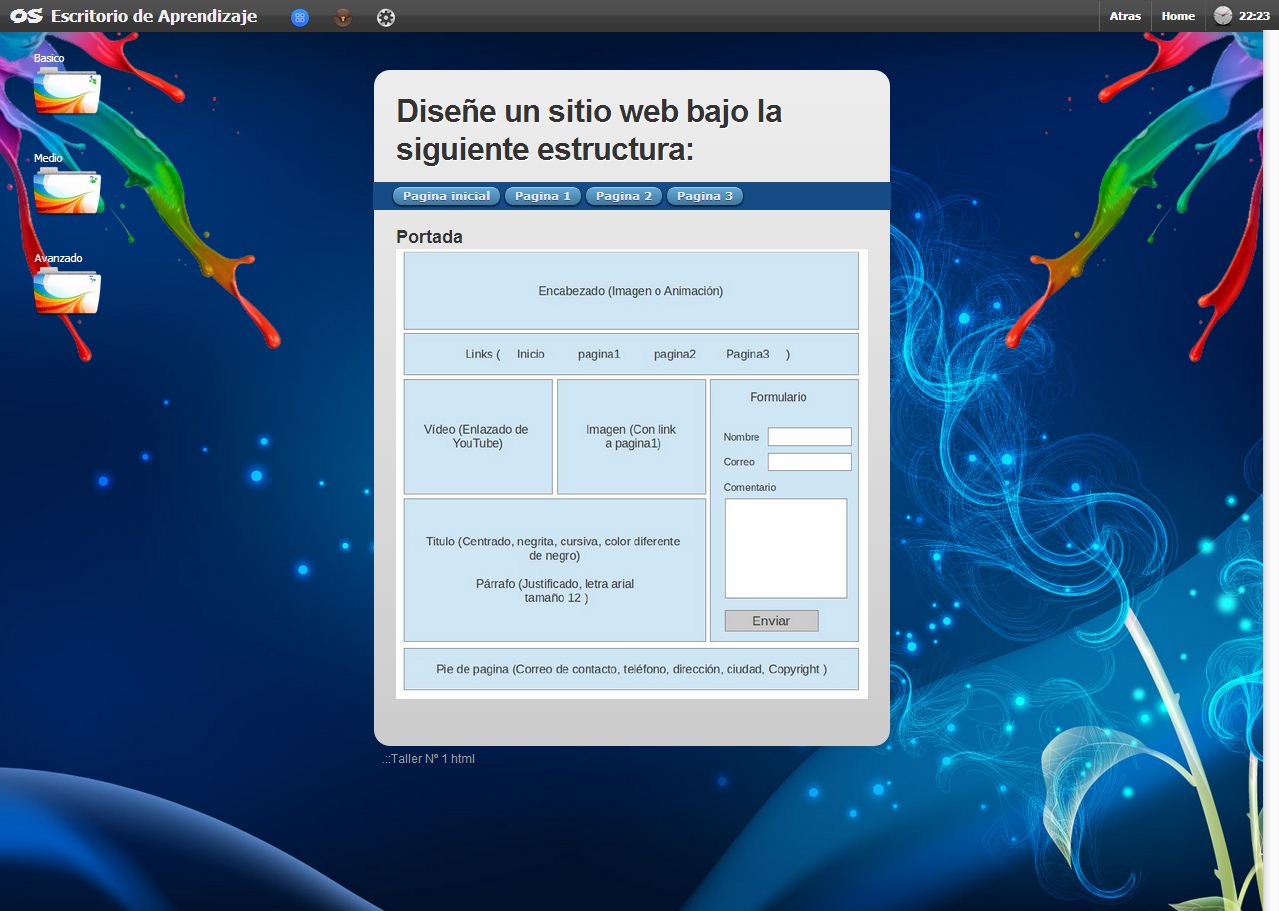 OS Escritorio de Aprendizaje
Atras
Home
22:23
Basico
Medio
Avanzado
Diseñe un sitio web bajo la
siguiente estructura:
Pagina inicial
Pagina 1
Pagina 2
Pagina 3
Portada
Encabezado (Imagen o Animación)
Links ( Inicio pagina1 pagina2 Pagina3 )
Vídeo (Enlazado de
YouTube)
Imagen (Con link
a pagina1)
Formulario
Nombre
Correo
Comentario
Enviar
Titulo (Centrado, negrita, cursiva, color diferente
de negro)
Párrafo (Justificado, letra arial
tamaño 12 )
Pie de pagina (Correo de contacto, teléfono, dirección, ciudad, Copyright )
.::Taller Nº 1 html